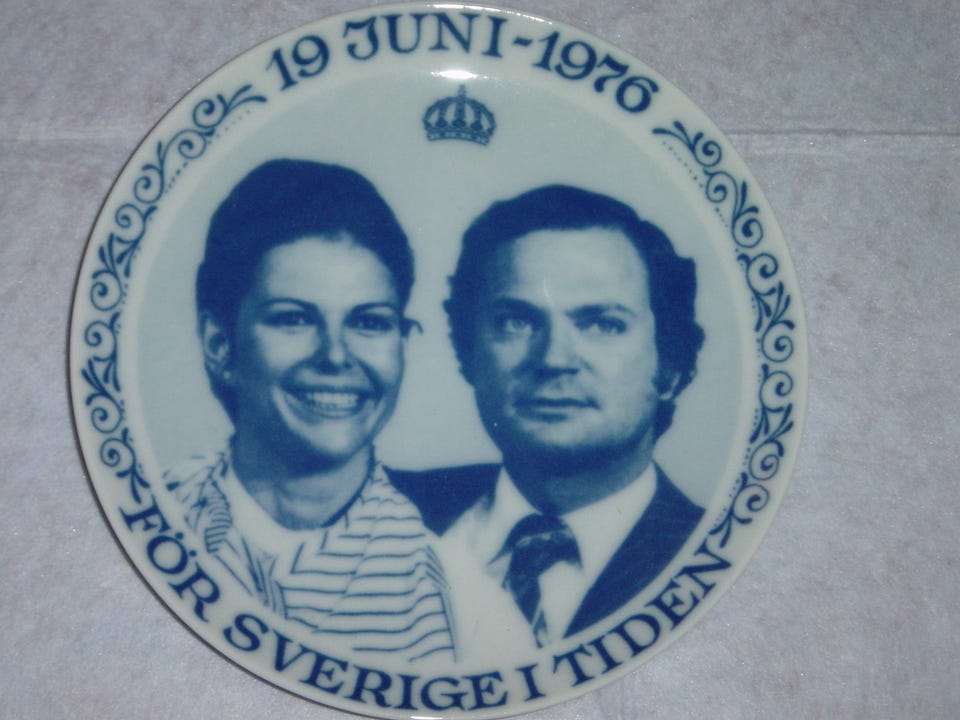 19 JUNI-1976
FÖR SVERIGE I TIDEN